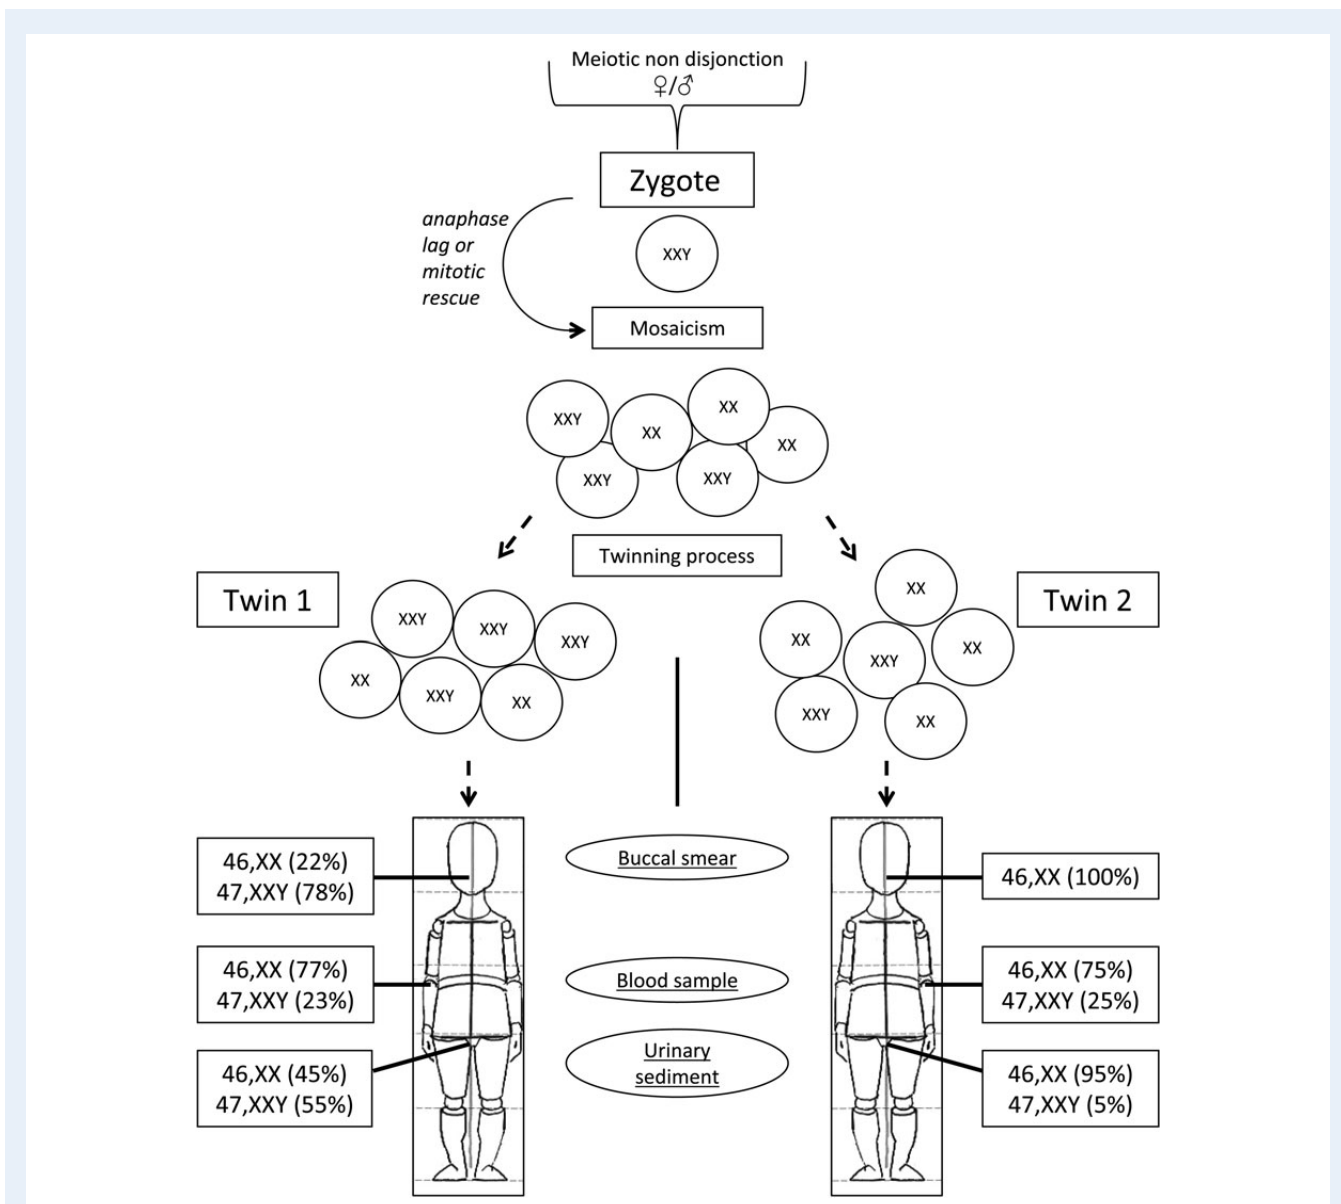 Meiotic non disjonction
♀/♂
Zygote
anaphase
lag or
mitotic
rescue
XXY
Mosaicism
XXY
XX
XX
XX
XXY
XXY
Twinning process
Twin 1
Twin 2
XXY
XXY
XXY
XX
XXY
XX
XX
XX
XXY
XX
XXY
XX
46,XX (22%)
47,XXY (78%)
Buccal smear
46,XX (100%)
46,XX (77%)
47,XXY (23%)
Blood sample
46,XX (75%)
47,XXY (25%)
46,XX (45%)
47,XXY (55%)
Urinary
sediment
46,XX (95%)
47,XXY (5%)